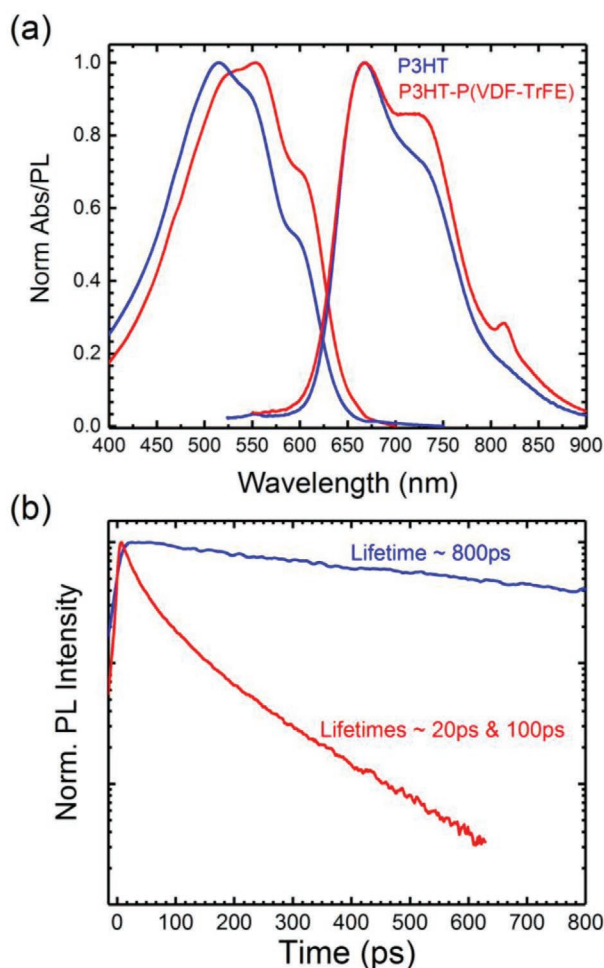 (a)
P3HT
P3HT-P(VDF-TrFE)
Norm Abs/PL
1.0
0.8
0.6
0.4
0.2
0.0
400 450 500 550 600 650 700 750 800 850 900
Wavelength (nm)
(b)
Lifetime ~ 800ps
Lifetimes ~ 20ps & 100ps
Norm. PL Intensity
0 100 200 300 400 500 600 700 800
Time (ps)